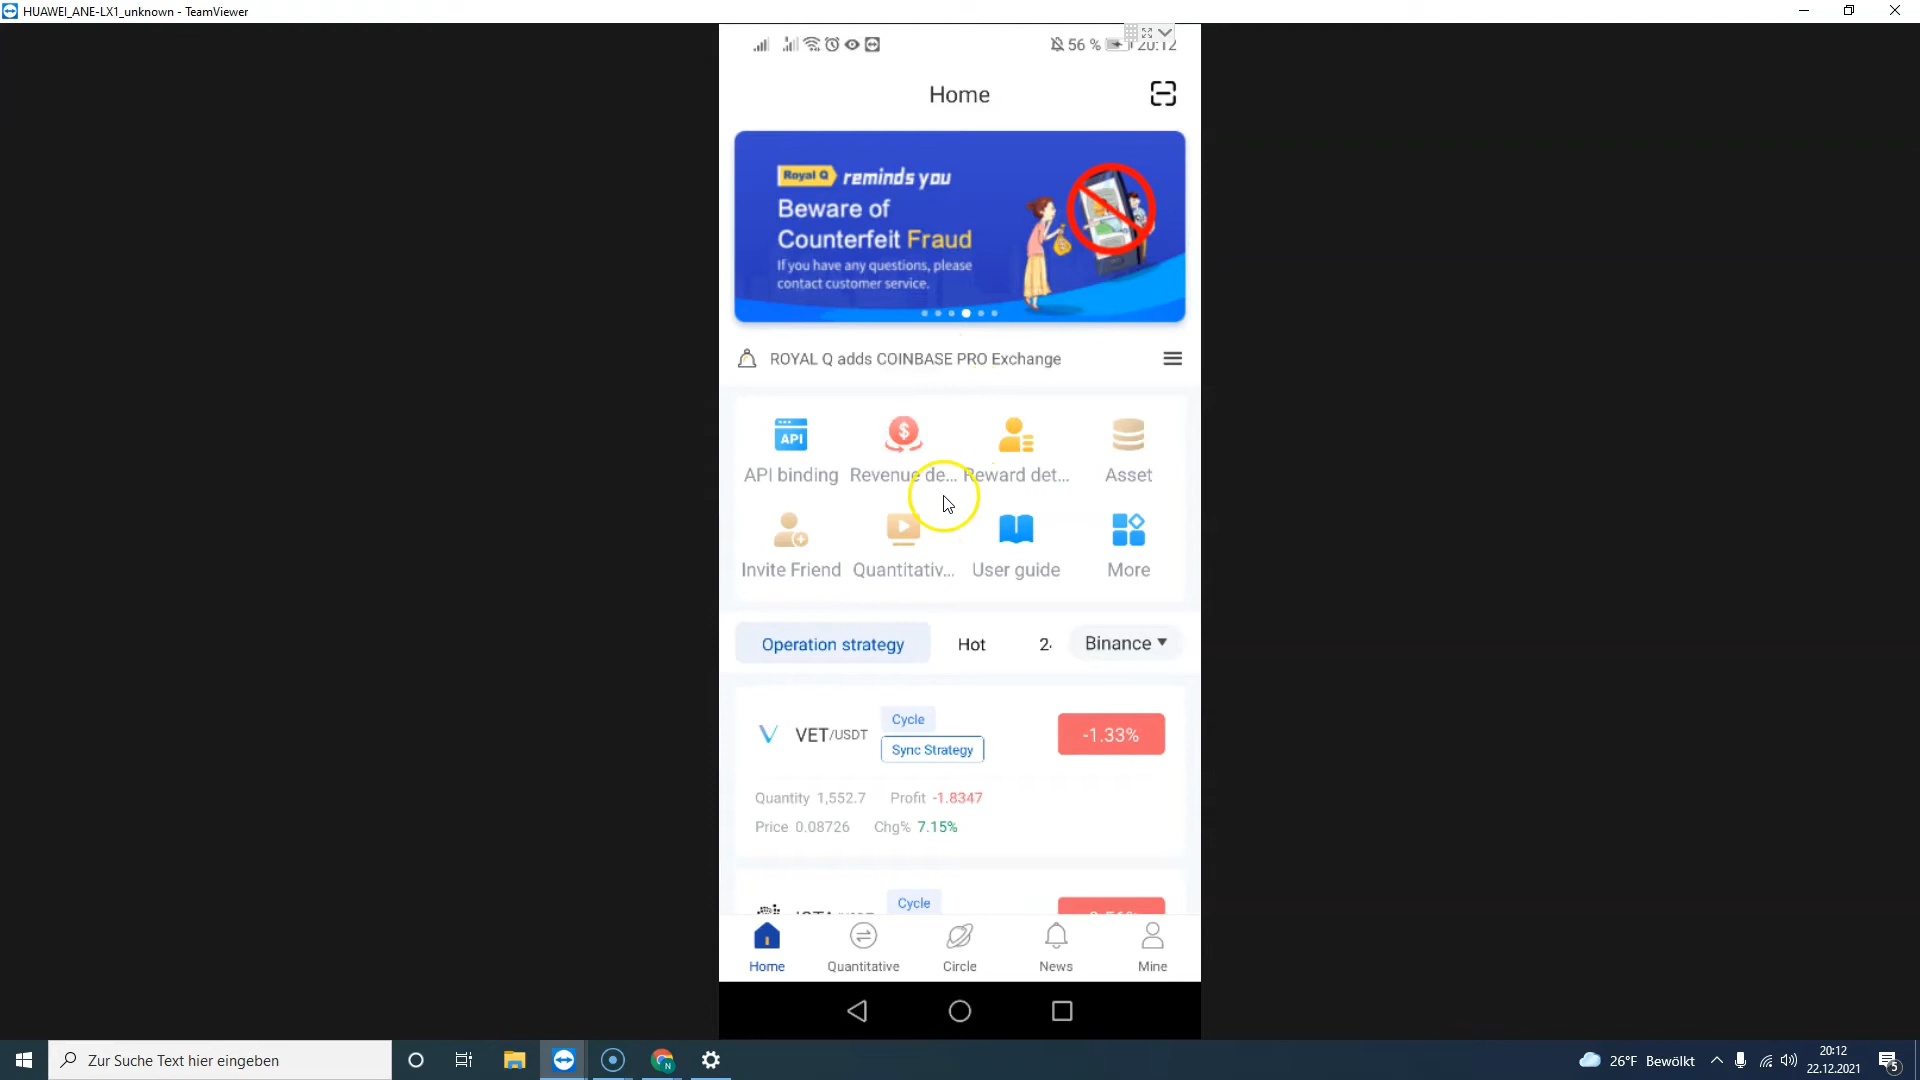 HUAWEI_ANE-LX1_unknown - TeamViewer
56 % 20:12
Home
Royal Q reminds you
Beware of
Counterfeit Fraud
If you have any questions, please
contact customer service.
ROYAL Q adds COINBASE PRO Exchange
API
API binding Revenue de... Reward det... Asset
Invite Friend Quantitativ... User guide More
Operation strategy Hot 2 Binance
VET/USDT Cycle -1.33%
Sync Strategy
Quantity 1,552.7 Profit -1.8347
Price 0.08726 Chg% 7.15%
Cycle
Home Quantitative Circle News Mine
Zur Suche Text hier eingeben
N
26°F Bewölkt
20:12
22.12.2021
5